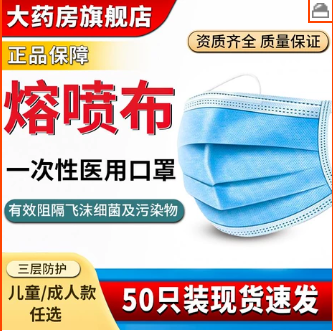 大药房旗舰店
资质齐全 质量保证
正品保障
熔喷布
一次性医用口罩
有效阻隔飞沫细菌及污染物
三层防护
儿童/成人款
任选
50只装现货速发